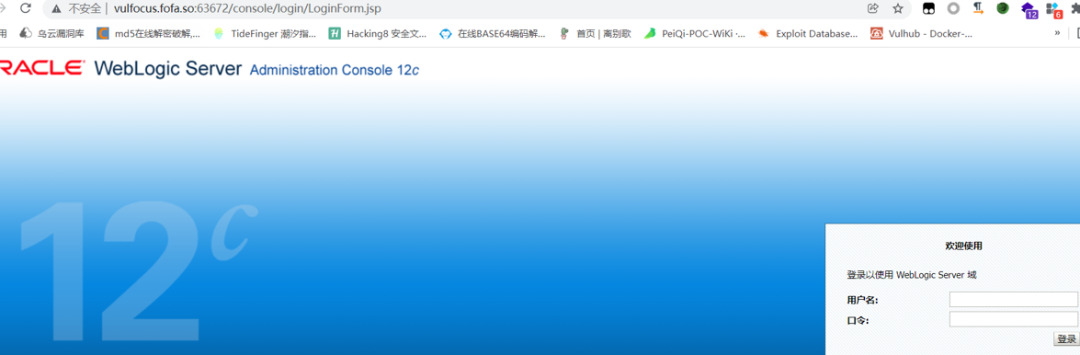 不安全 | vulfocus.fofa.so:63672/console/login/LoginForm.jsp
12 6
用 乌云漏洞库 md5在线解密破解,... TideFinger 潮汐指... Hacking8 安全文... 在线BASE64编码解... 首页 | 离别歌 PeiQi-POC-WiKi -... Exploit Database... Vulhub - Docker-... »
ORACLE WebLogic Server Administration Console 12c
12c
欢迎使用
登录以使用 WebLogic Server 域
用户名:
口令:
登录